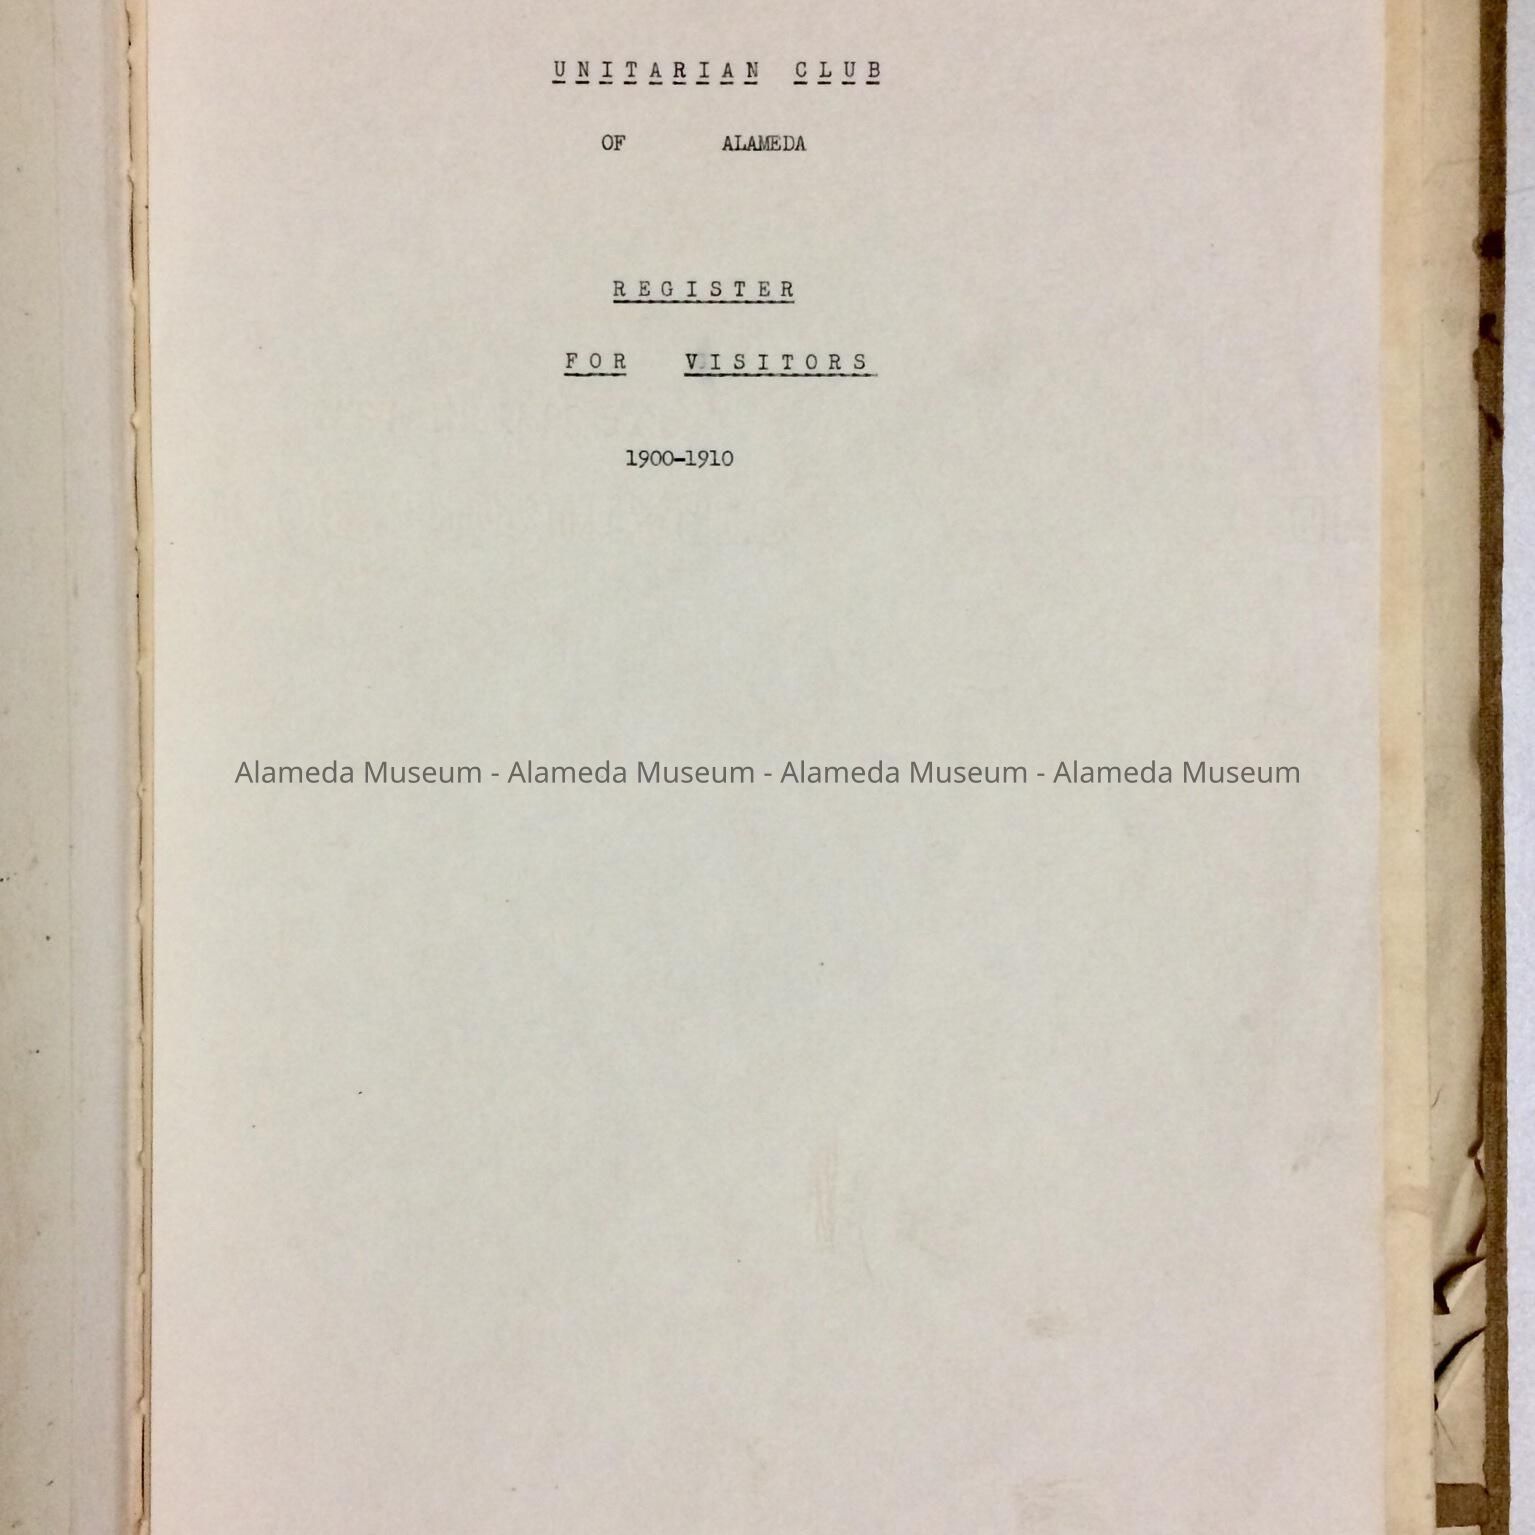 UNITARIAN CLUB
OF ALAMEDA
REGISTER
FOR VISITORS
1900-1910
Alameda Museum - Alameda Museum - Alameda Museum - Alameda Museum